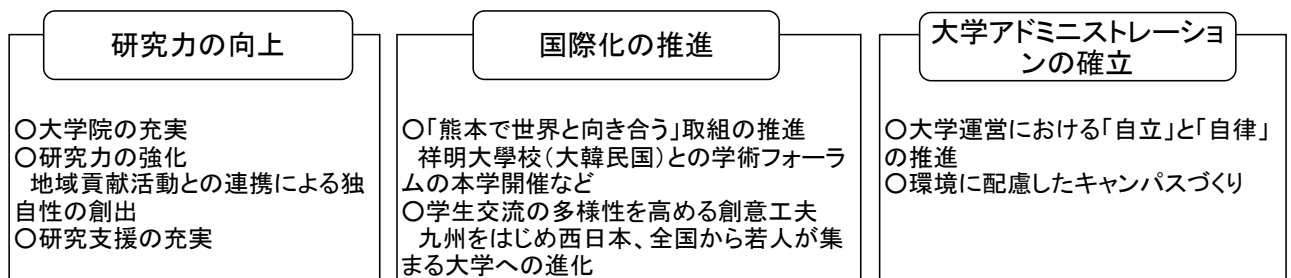 研究力の向上
〇大学院の充実
〇研究力の強化
地域貢献活動との連携による独
自性の創出
〇研究支援の充実
国際化の推進
〇「熊本で世界と向き合う」取組の推進
祥明大學校(大韓民国)との学術フォーラ
ムの本学開催など
〇学生交流の多様性を高める創意工夫
九州をはじめ西日本、全国から若人が集
まる大学への進化
大学アドミニストレーショ
ンの確立
〇大学運営における「自立」と「自律」
の推進
〇環境に配慮したキャンパスづくり